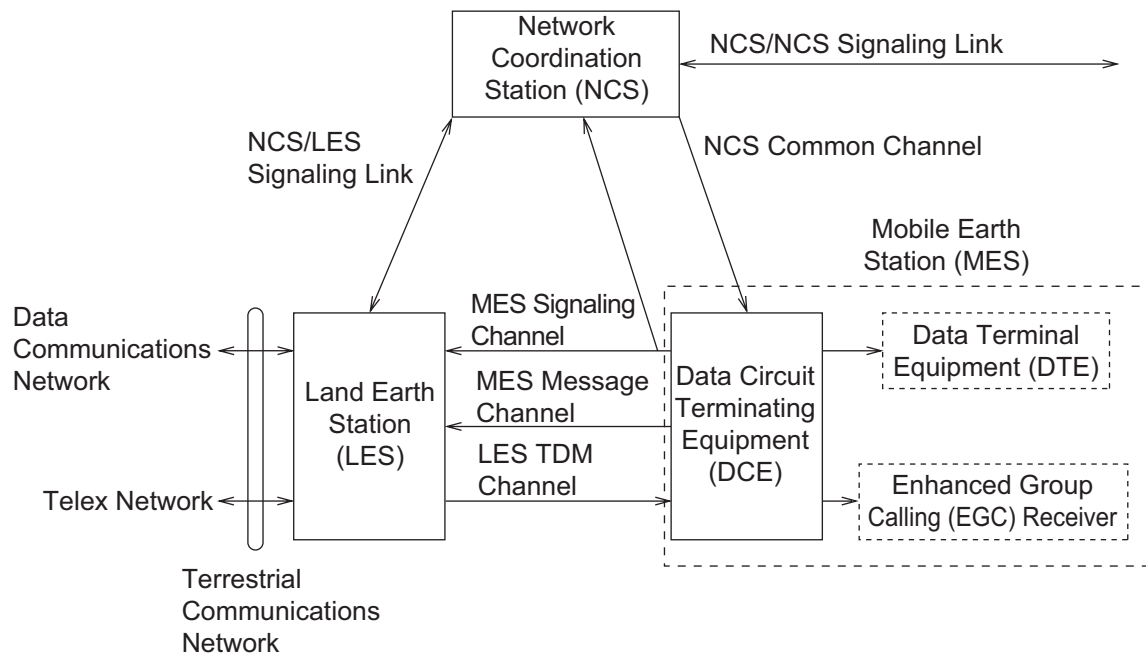 Network
Coordination
Station (NCS)
NCS/NCS Signaling Link
NCS/LES
Signaling Link
NCS Common Channel
Mobile Earth
Station (MES)
Data
Communications
Network
MES Signaling
Channel
Data Terminal
Equipment (DTE)
Land Earth
Station
(LES)
MES Message
Channel
Data Circuit
Terminating
Equipment
(DCE)
LES TDM
Channel
Telex Network
Enhanced Group
Calling (EGC) Receiver
Terrestrial
Communications
Network